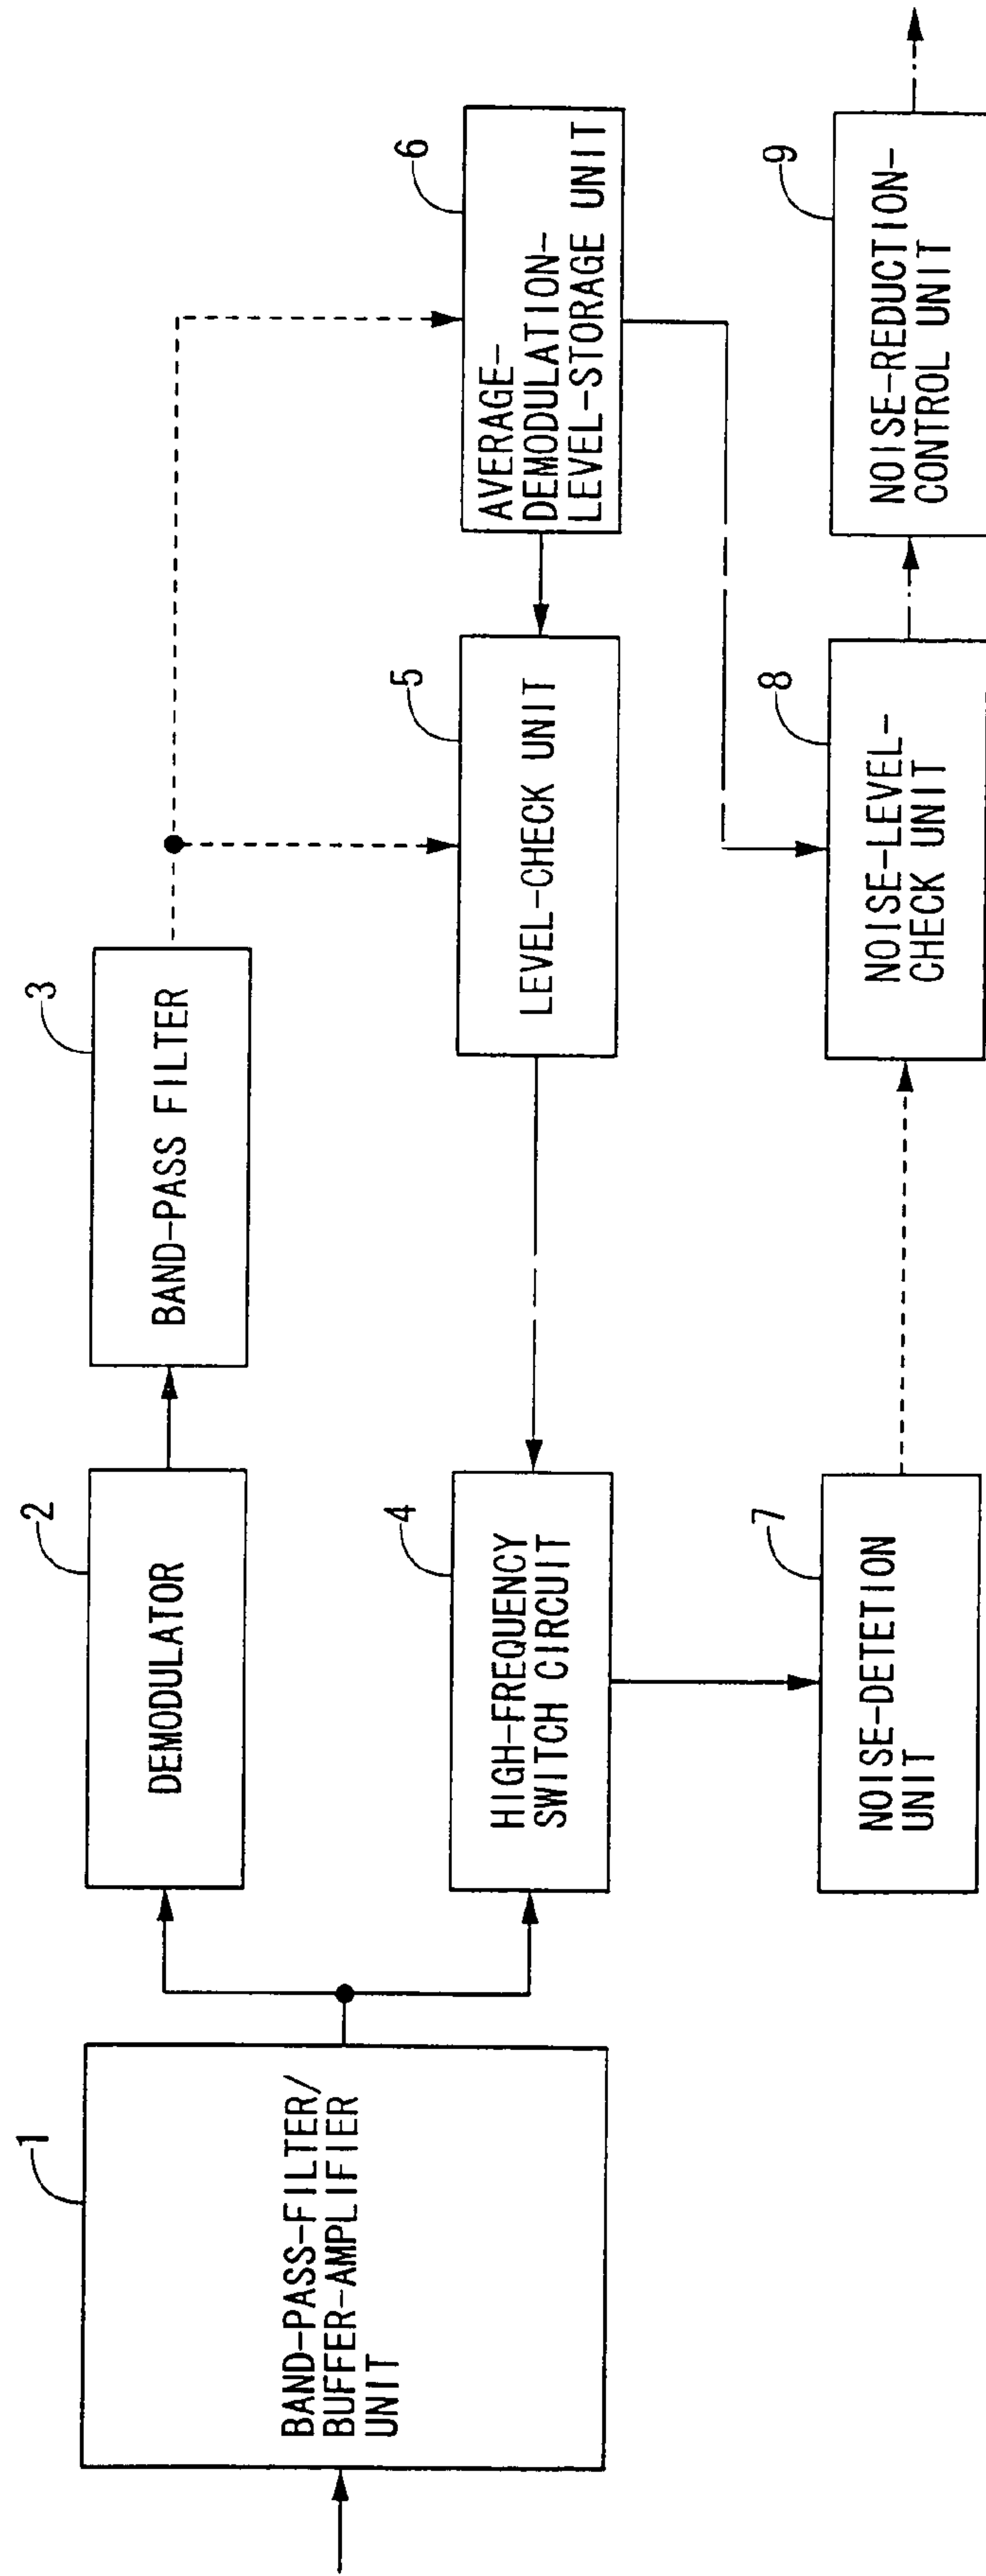 1
BAND-PASS-FILTER/
BUFFER-AMPLIFIER
UNIT
2
DEMODULATOR
3
BAND-PASS FILTER
4
HIGH-FREQUENCY
SWITCH CIRCUIT
5
LEVEL-CHECK UNIT
6
AVERAGE-
DEMODULATION-
LEVEL-STORAGE UNIT
7
NOISE-DETETION
UNIT
8
NOISE-LEVEL-
CHECK UNIT
9
NOISE-REDUCTION-
CONTROL UNIT